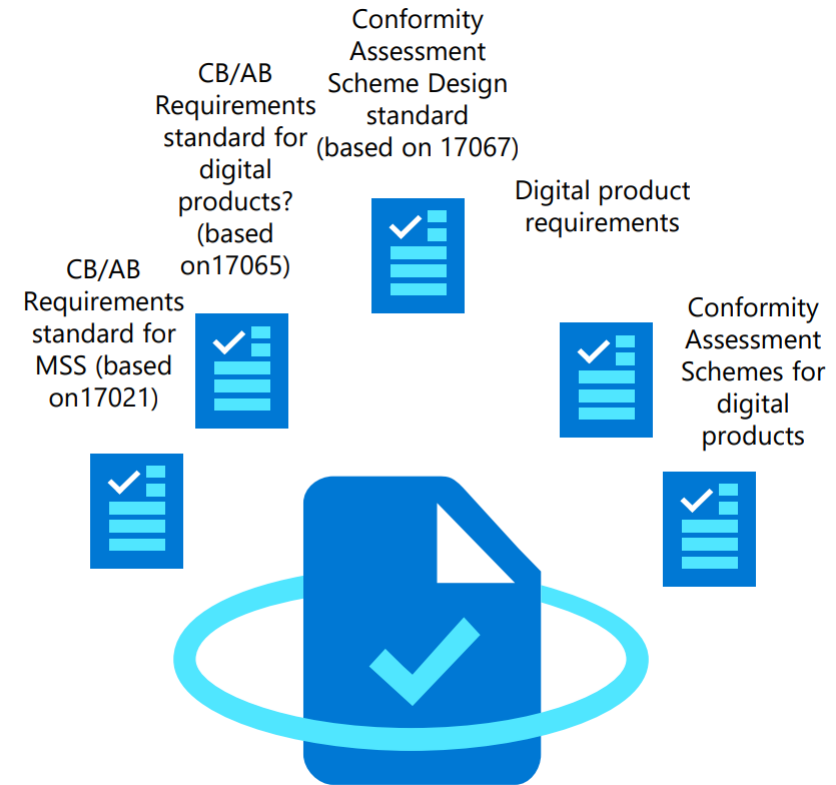 CB/AB
Requirements
standard for
MSS (based
on17021)
CB/AB
Requirements
standard for
digital
products?
(based
on17065)
Conformity
Assessment
Scheme Design
standard
(based on 17067)
Digital product
requirements
Conformity
Assessment
Schemes for
digital
products